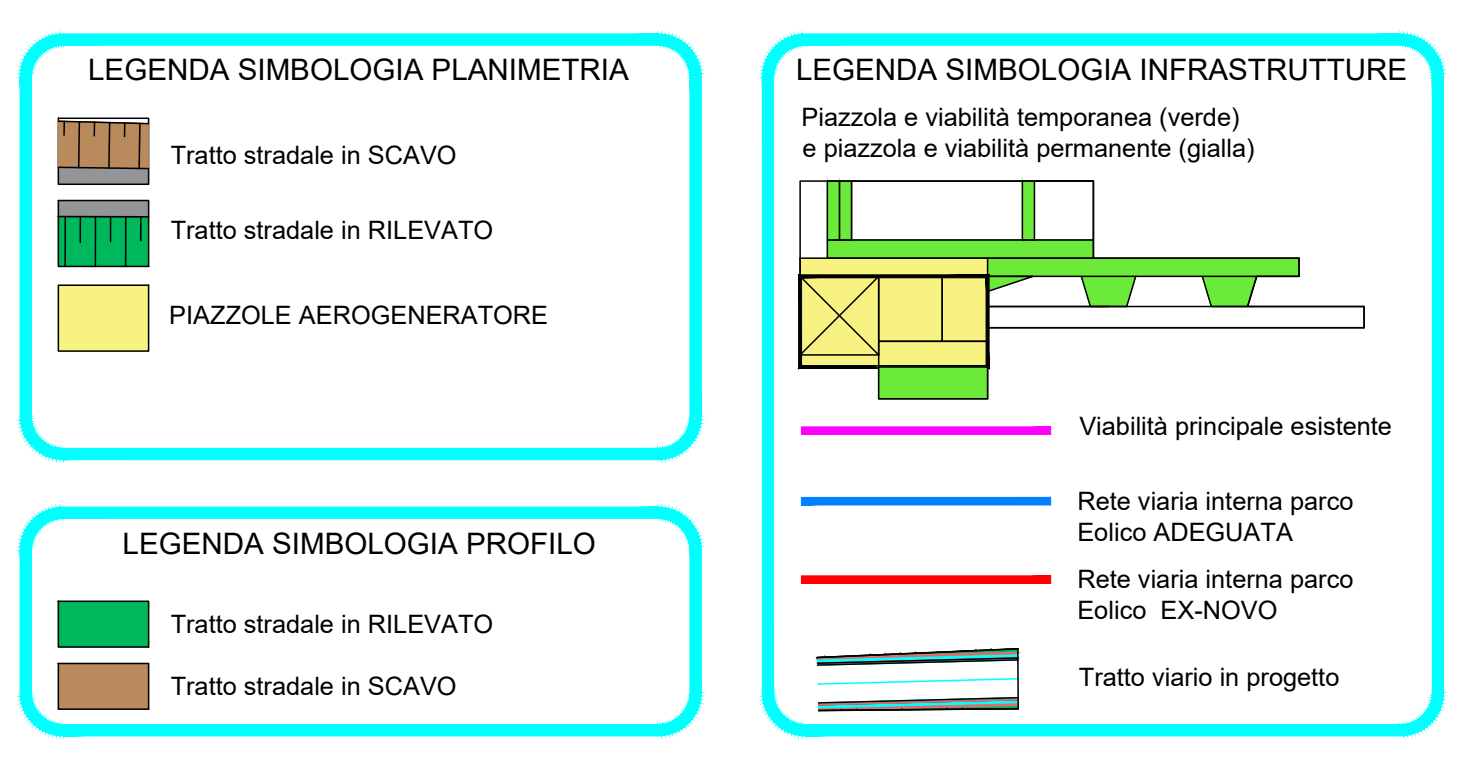 LEGENDA SIMBOLOGIA PLANIMETRIA
Tratto stradale in SCAVO
Tratto stradale in RILEVATO
PIAZZOLE AEROGENERATORE
LEGENDA SIMBOLOGIA PROFILO
Tratto stradale in RILEVATO
Tratto stradale in SCAVO
LEGENDA SIMBOLOGIA INFRASTRUTTURE
Piazzola e viabilità temporanea (verde)
e piazzola e viabilità permanente (gialla)
Viabilità principale esistente
Rete viaria interna parco
Eolico ADEGUATA
Rete viaria interna parco
Eolico EX-NOVO
Tratto viario in progetto